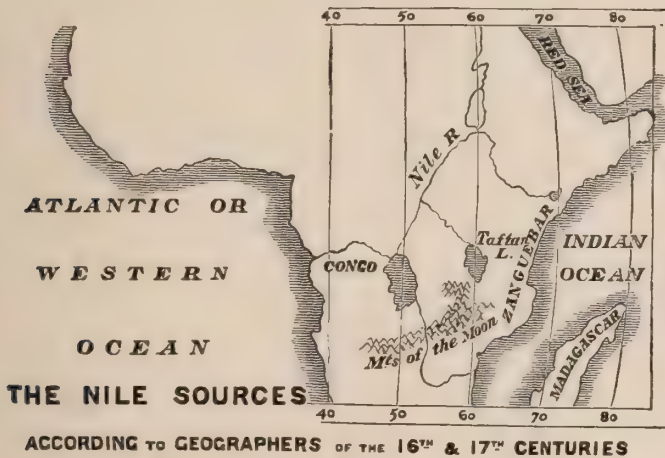 40 50 60 70 80
RED SEA
Nile R
ATLANTIC OR
WESTERN
OCEAN
CONGO
Taftan
L.
ZANGUEBAR
INDIAN
OCEAN
Mts of the Moon
MADAGASCAR
THE NILE SOURCES
40 50 60 70 80
ACCORDING TO GEOGRAPHERS OF THE 16TH & 17TH CENTURIES